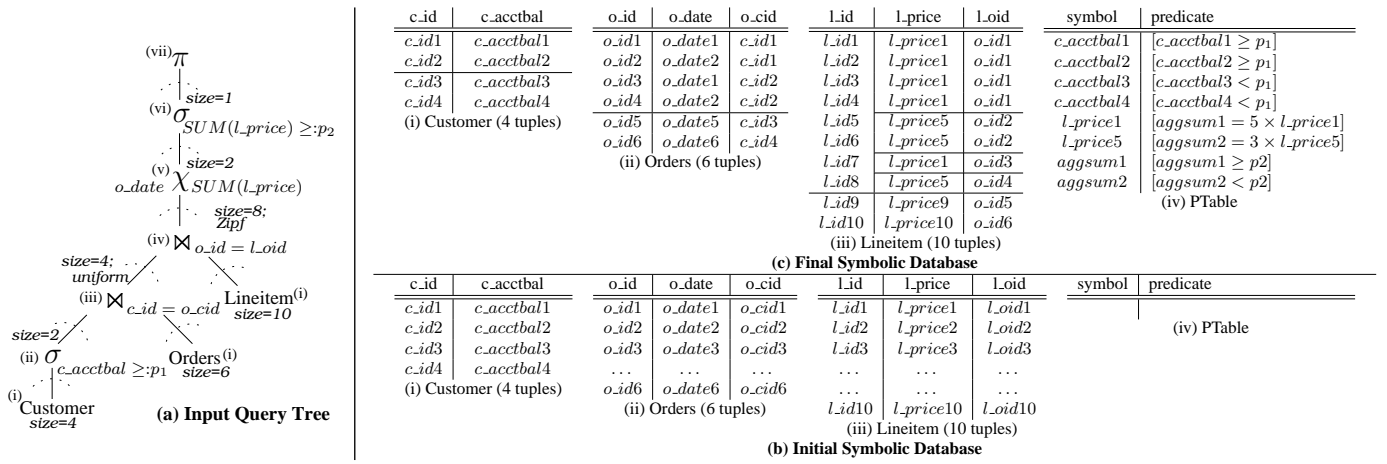 (vii) π
size=1
(vi) σ SUM(l_price) ≥:p2
size=2
(v) o_date χ SUM(l_price)
size=8;
Zipf
(iv) ⋈ o_id = l_oid
size=4;
uniform
(iii) ⋈ c_id = o_cid
Lineitem(i)
size=10
size=2
(ii) σ c_acctbal ≥:p1
Orders(i)
size=6
(i)
Customer
size=4
(a) Input Query Tree
c_id c_acctbal
c_id1 c_acctbal1
c_id2 c_acctbal2
c_id3 c_acctbal3
c_id4 c_acctbal4
(i) Customer (4 tuples)
o_id o_date o_cid
o_id1 o_date1 c_id1
o_id2 o_date2 c_id1
o_id3 o_date1 c_id2
o_id4 o_date2 c_id2
o_id5 o_date5 c_id3
o_id6 o_date6 c_id4
(ii) Orders (6 tuples)
l_id l_price l_oid
l_id1 l_price1 o_id1
l_id2 l_price1 o_id1
l_id3 l_price1 o_id1
l_id4 l_price1 o_id1
l_id5 l_price5 o_id2
l_id6 l_price5 o_id2
l_id7 l_price1 o_id3
l_id8 l_price5 o_id4
l_id9 l_price9 o_id5
l_id10 l_price10 o_id6
(iii) Lineitem (10 tuples)
symbol predicate
c_acctbal1 [c_acctbal1 ≥ p1]
c_acctbal2 [c_acctbal2 ≥ p1]
c_acctbal3 [c_acctbal3 < p1]
c_acctbal4 [c_acctbal4 < p1]
l_price1 [aggsum1 = 5 × l_price1]
l_price5 [aggsum2 = 3 × l_price5]
aggsum1 [aggsum1 ≥ p2]
aggsum2 [aggsum2 < p2]
(iv) PTable
(c) Final Symbolic Database
c_id c_acctbal
c_id1 c_acctbal1
c_id2 c_acctbal2
c_id3 c_acctbal3
c_id4 c_acctbal4
(i) Customer (4 tuples)
o_id o_date o_cid
o_id1 o_date1 o_cid1
o_id2 o_date2 o_cid2
o_id3 o_date3 o_cid3
... ... ...
o_id6 o_date6 o_cid6
(ii) Orders (6 tuples)
l_id l_price l_oid
l_id1 l_price1 l_oid1
l_id2 l_price2 l_oid2
l_id3 l_price3 l_oid3
... ... ...
... ... ...
l_id10 l_price10 l_oid10
(iii) Lineitem (10 tuples)
symbol predicate
(iv) PTable
(b) Initial Symbolic Database